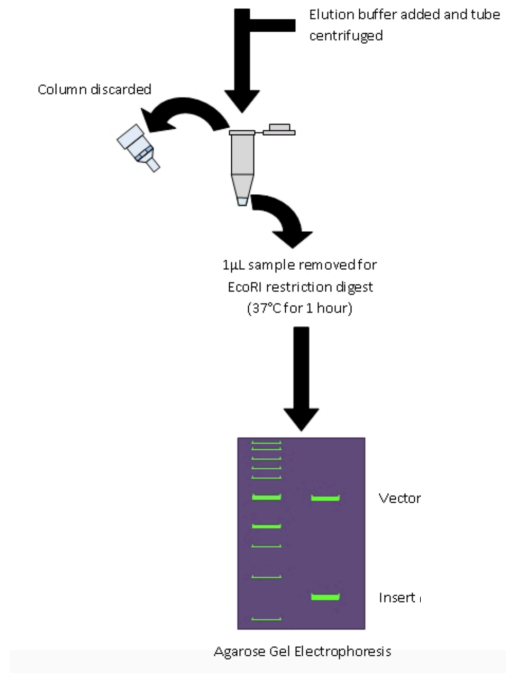 Elution buffer added and tube
centrifuged
Column discarded
1µL sample removed for
EcoRI restriction digest
(37°C for 1 hour)
Vector
Insert
Agarose Gel Electrophoresis